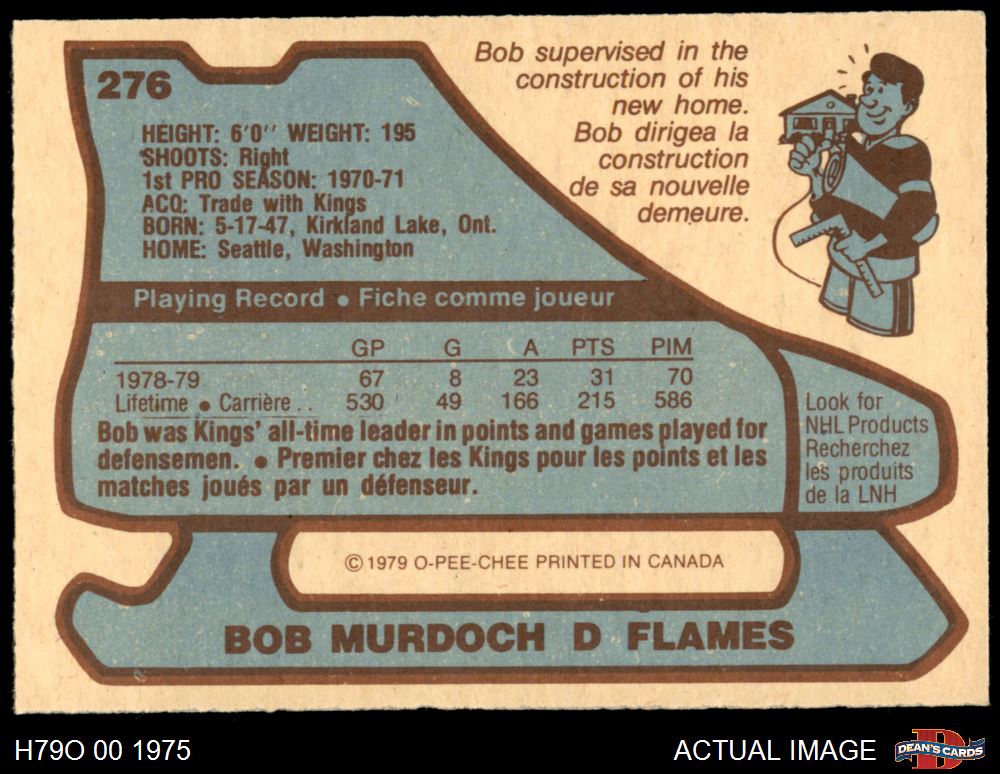 276
HEIGHT: 6'0'' WEIGHT: 195
SHOOTS: Right
1st PRO SEASON: 1970-71
ACQ: Trade with Kings
BORN: 5-17-47, Kirkland Lake, Ont.
HOME: Seattle, Washington
Bob supervised in the
construction of his
new home.
Bob dirigea la
construction
de sa nouvelle
demeure.
Playing Record • Fiche comme joueur
GP G A PTS PIM
1978-79 67 8 23 31 70
Lifetime • Carrière .. 530 49 166 215 586
Bob was Kings' all-time leader in points and games played for
defensemen. • Premier chez les Kings pour les points et les
matches joués par un défenseur.
Look for
NHL Products
Recherchez
les produits
de la LNH
© 1979 O-PEE-CHEE PRINTED IN CANADA
BOB MURDOCH D FLAMES
H79O 00 1975
ACTUAL IMAGE
D
DEAN'S CARDS